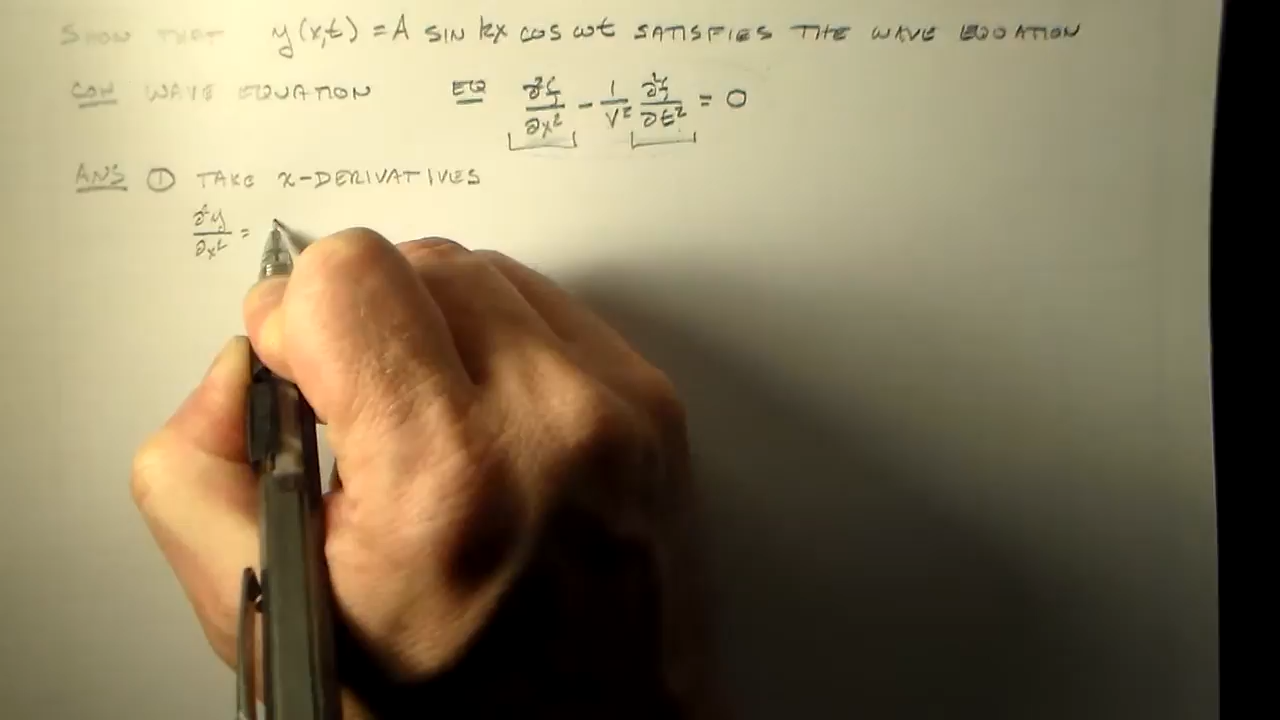 SHOW THAT y(x,t) = A SIN kx COS ωt SATISFIES THE WAVE EQUATION
CON WAVE EQUATION EQ ∂²y/∂x² - 1/V² ∂²y/∂t² = 0
ANS ① TAKE x-DERIVATIVES
∂²y/∂x² =